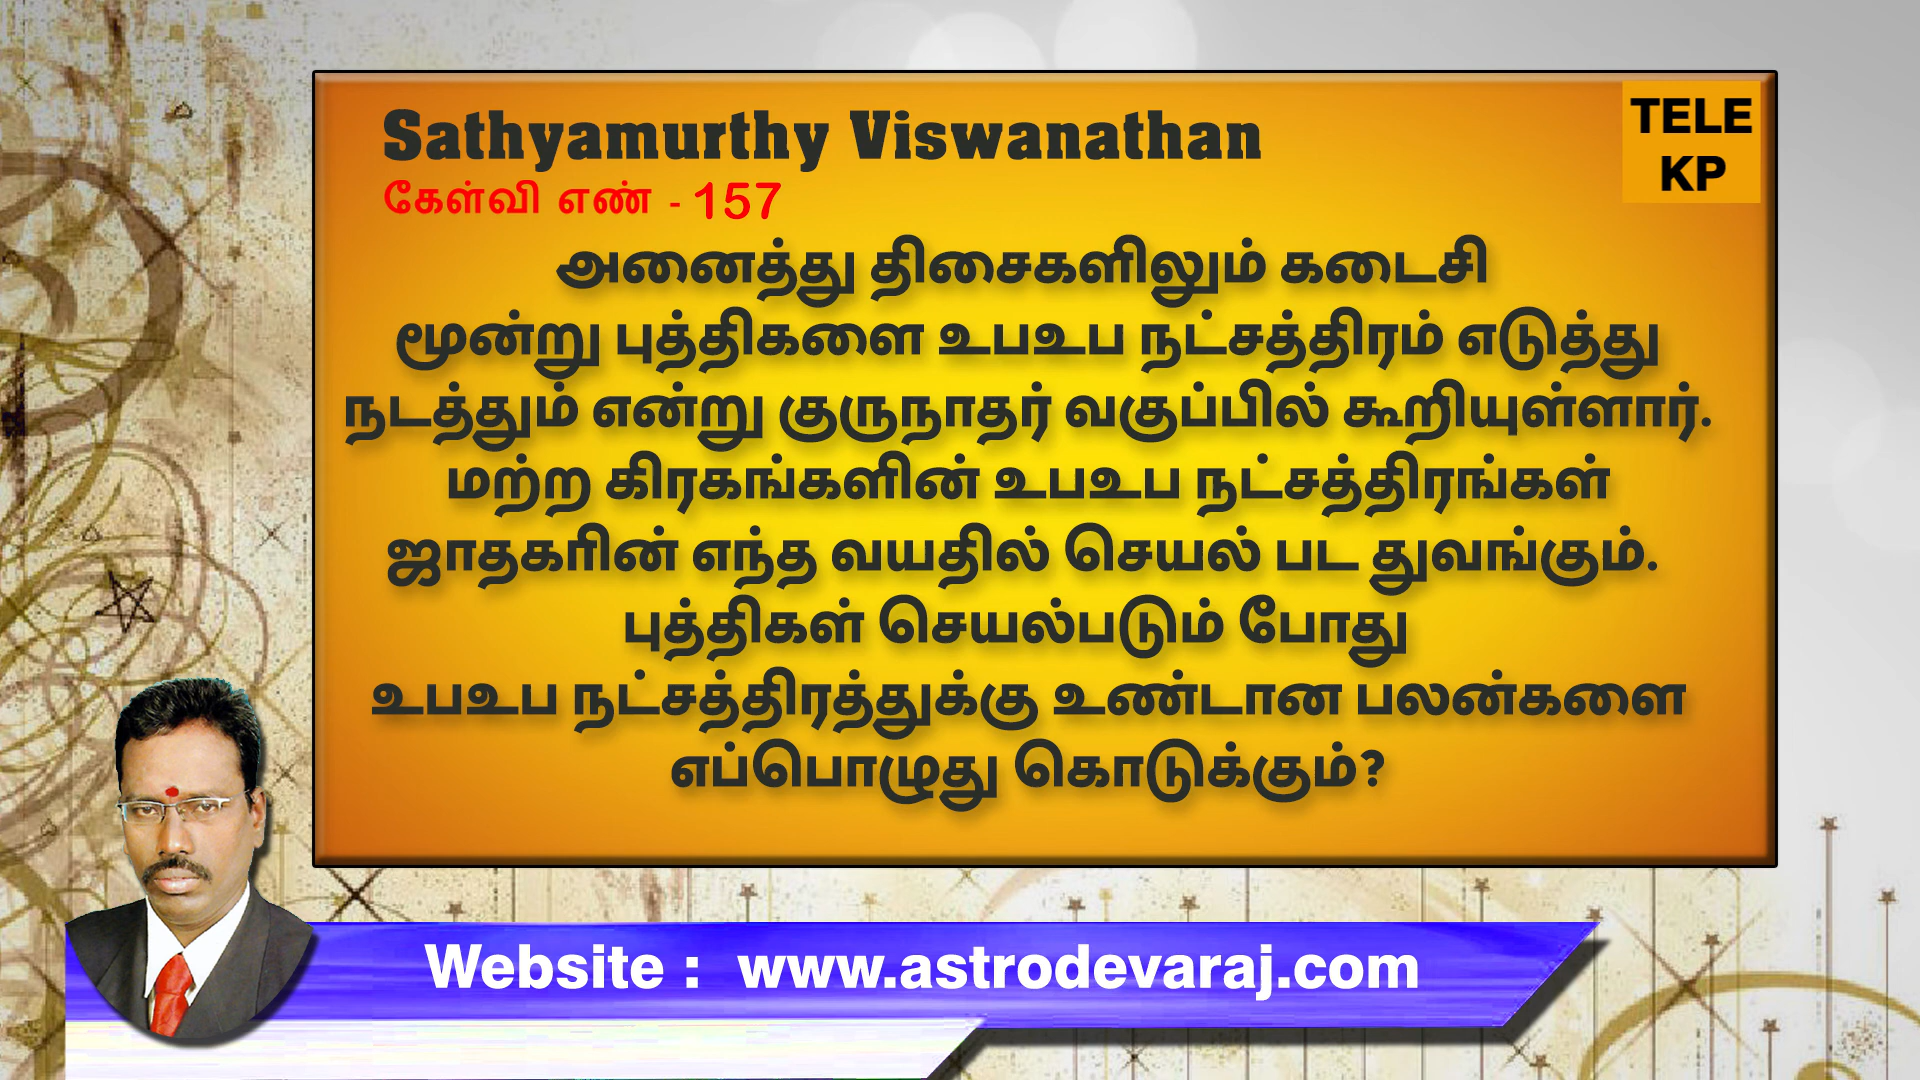 Sathyamurthy Viswanathan
TELE
KP
கேள்வி எண் - 157
அனைத்து திசைகளிலும் கடைசி
மூன்று புத்திகளை உபஉப நட்சத்திரம் எடுத்து
நடத்தும் என்று குருநாதர் வகுப்பில் கூறியுள்ளார்.
மற்ற கிரகங்களின் உபஉப நட்சத்திரங்கள்
ஜாதகரின் எந்த வயதில் செயல் பட துவங்கும்.
புத்திகள் செயல்படும் போது
உபஉப நட்சத்திரத்துக்கு உண்டான பலன்களை
எப்பொழுது கொடுக்கும்?
Website : www.astrodevaraj.com